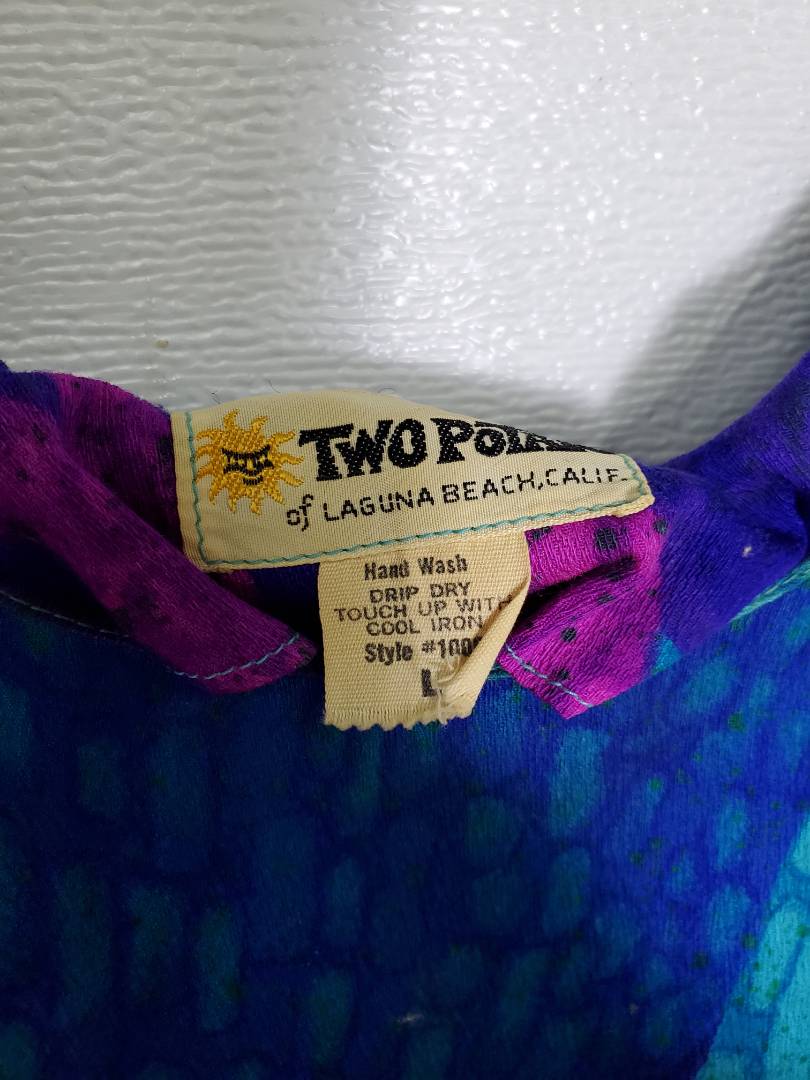 TWO
of LAGUNA BEACH, CALIF.
Hand Wash
DRIP DRY
TOUCH UP WITH
COOL IRON
Style
L